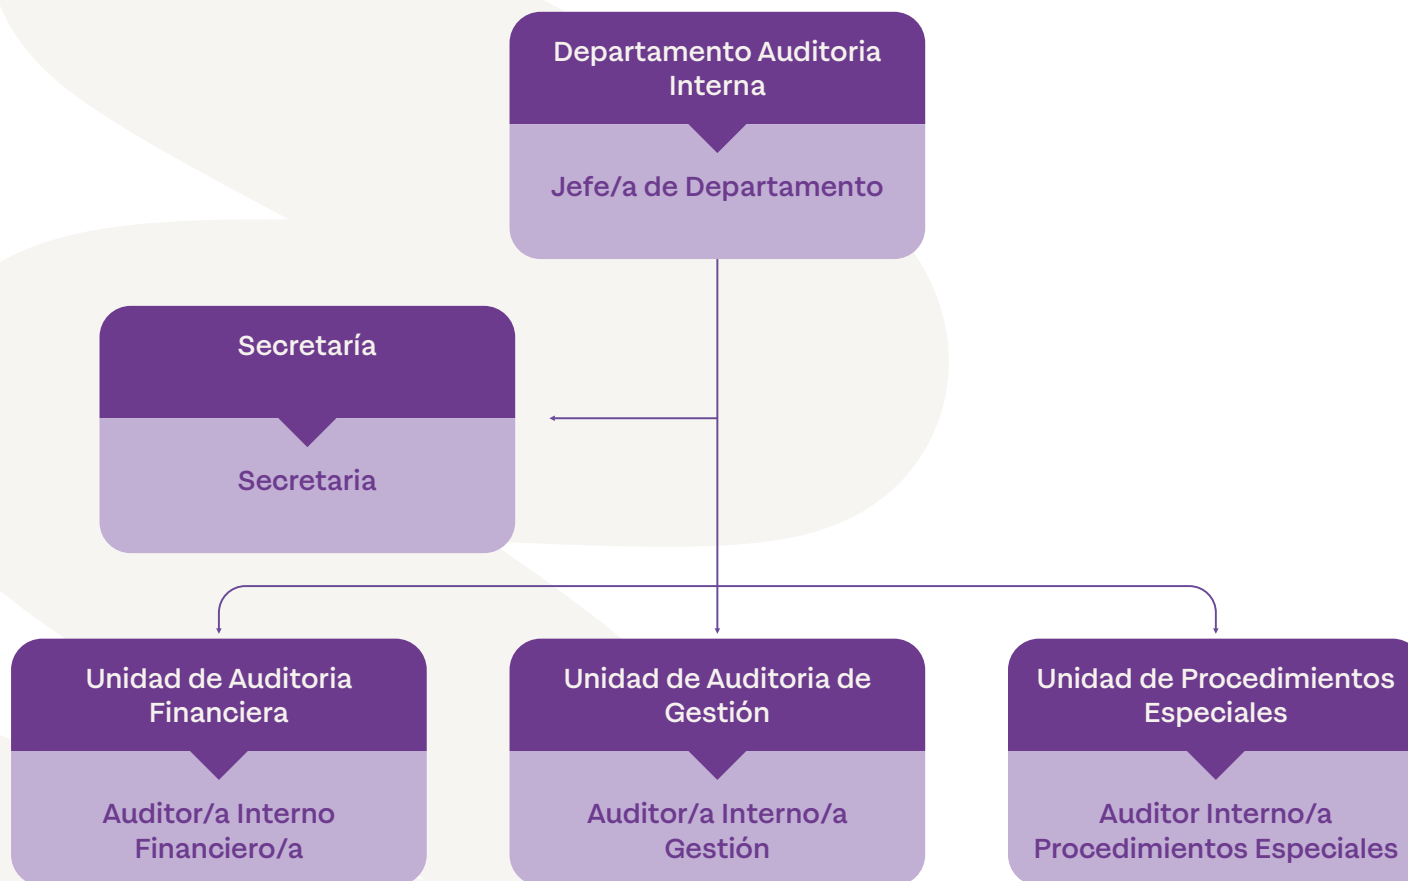 Departamento Auditoria
Interna
Jefe/a de Departamento
Secretaría
Secretaria
Unidad de Auditoria
Financiera
Auditor/a Interno
Financiero/a
Unidad de Auditoria de
Gestión
Auditor/a Interno/a
Gestión
Unidad de Procedimientos
Especiales
Auditor Interno/a
Procedimientos Especiales